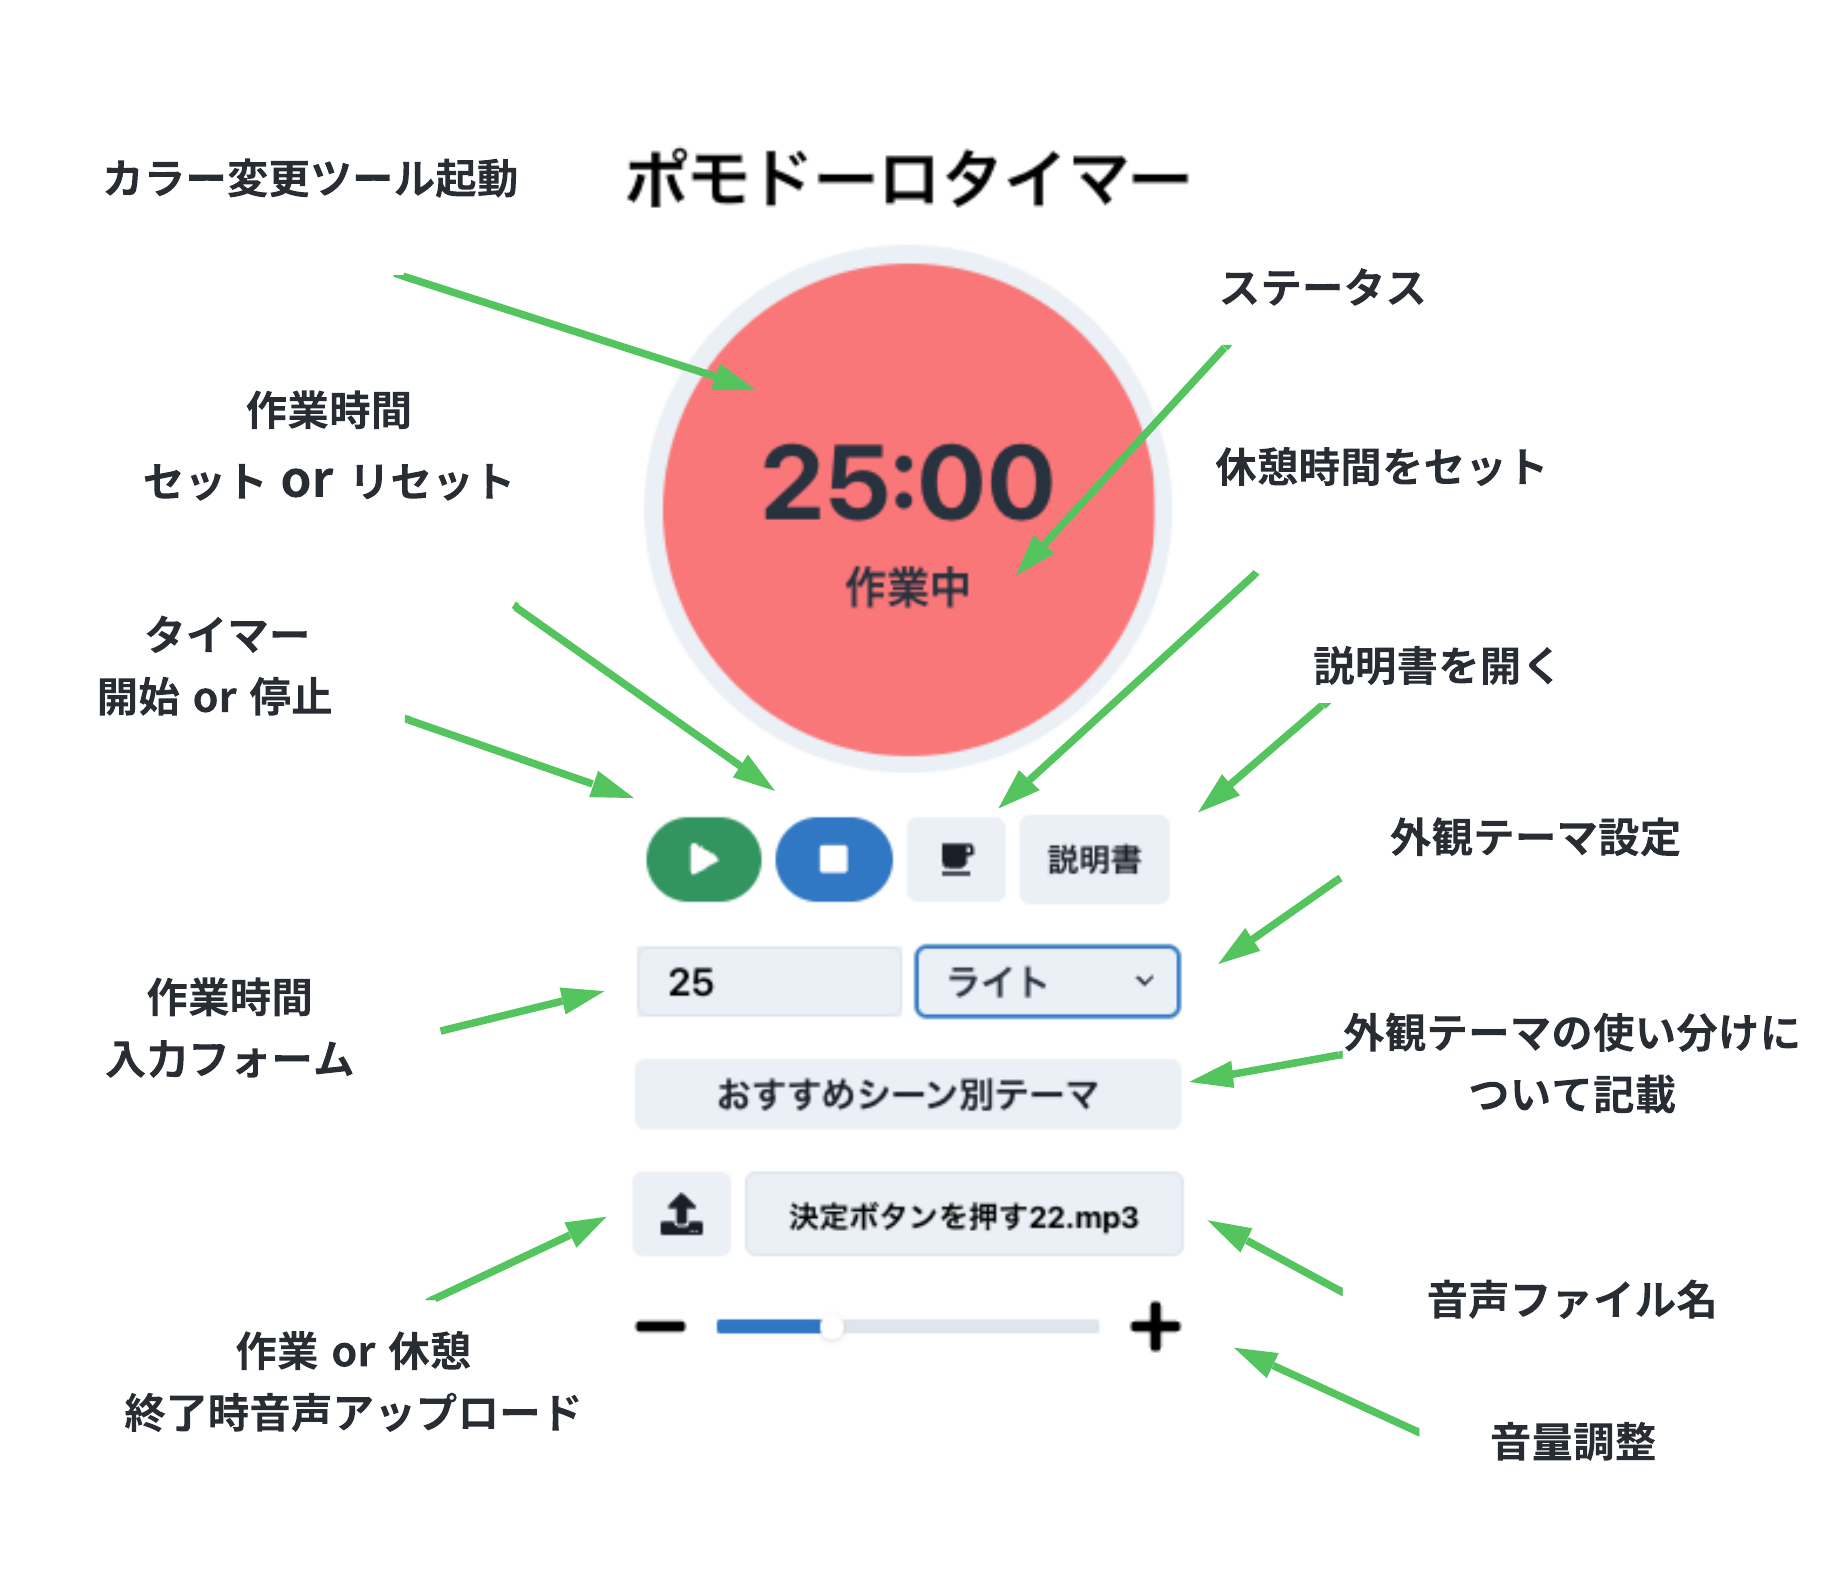 ポモドーロタイマー
カラー変更ツール起動
ステータス
作業時間
セット or リセット
25:00
作業中
休憩時間をセット
タイマー
開始 or 停止
説明書を開く
説明書
外観テーマ設定
作業時間
入力フォーム
25
ライト
外観テーマの使い分けに
ついて記載
おすすめシーン別テーマ
決定ボタンを押す22.mp3
音声ファイル名
作業 or 休憩
終了時音声アップロード
音量調整